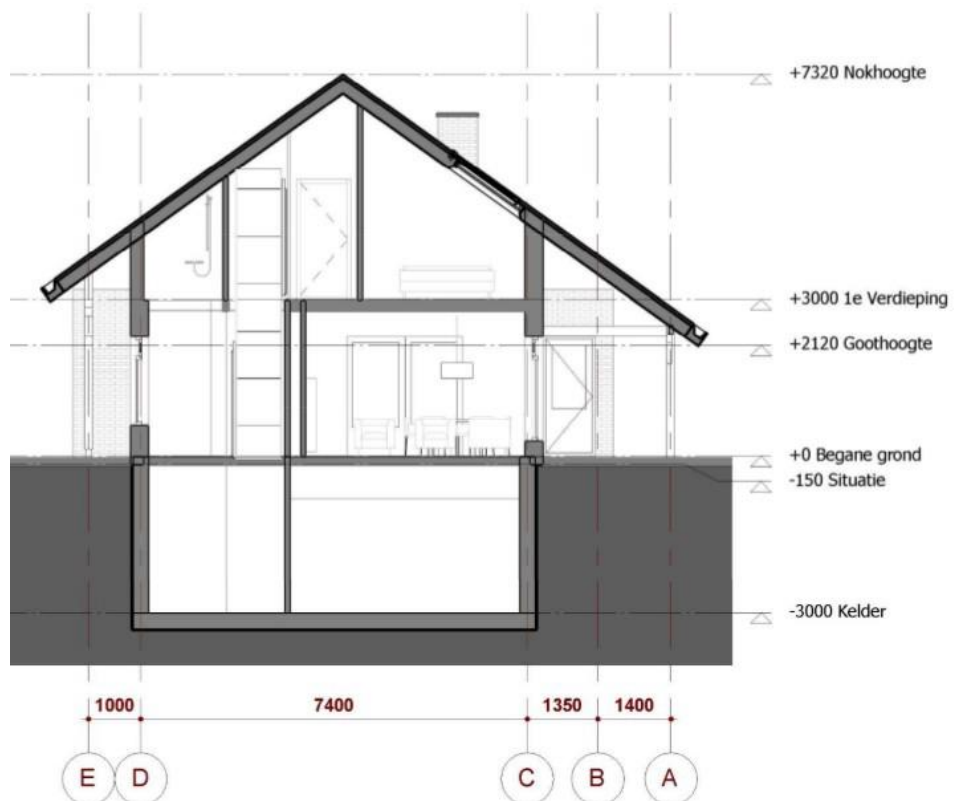 +7320 Nokhoogte
+3000 1e Verdieping
+2120 Goothoogte
+0 Begane grond
-150 Situatie
-3000 Kelder
1000 7400 1350 1400
E D C B A